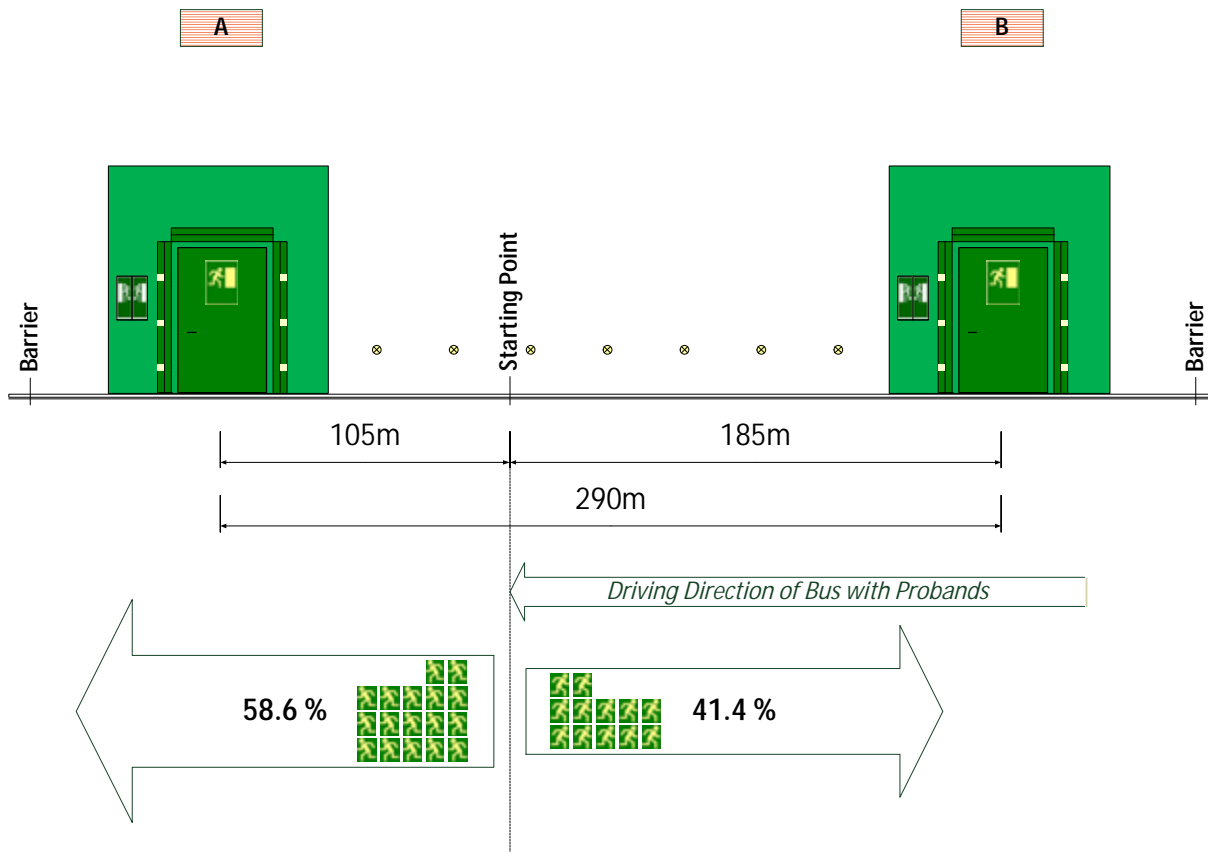 A
B
Barrier
Starting Point
Barrier
105m
185m
290m
Driving Direction of Bus with Probands
58.6 %
41.4 %